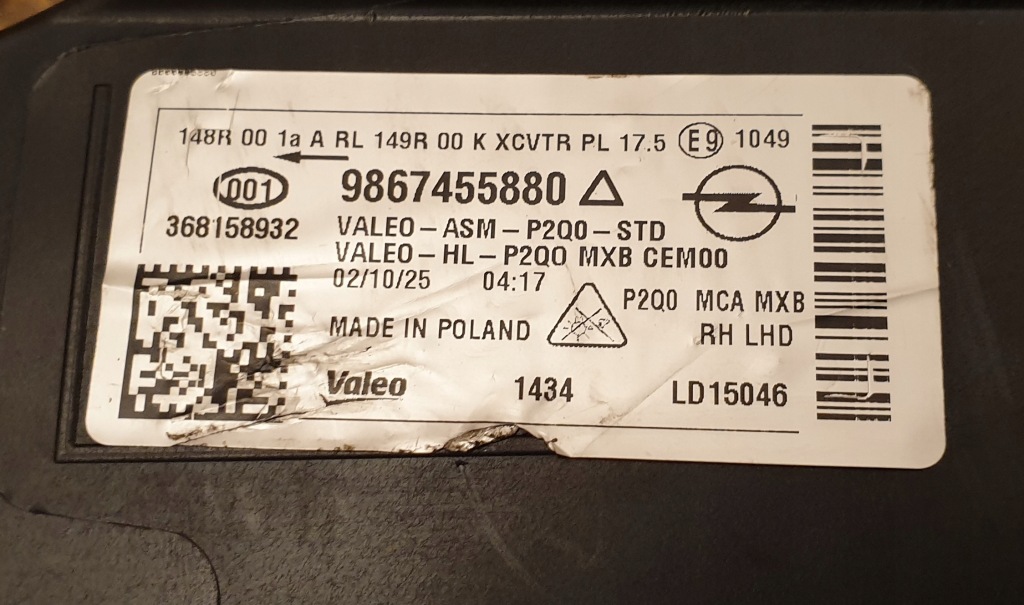 148R 00 1a A RL 149R 00 K XCVTR PL 17.5 E9 1049
001 9867455880
368158932 VALEO-ASM-P2Q0-STD
VALEO-HL-P2Q0 MXB CEM00
02/10/25 04:17
P2Q0 MCA MXB
MADE IN POLAND RH LHD
Valeo 1434 LD15046